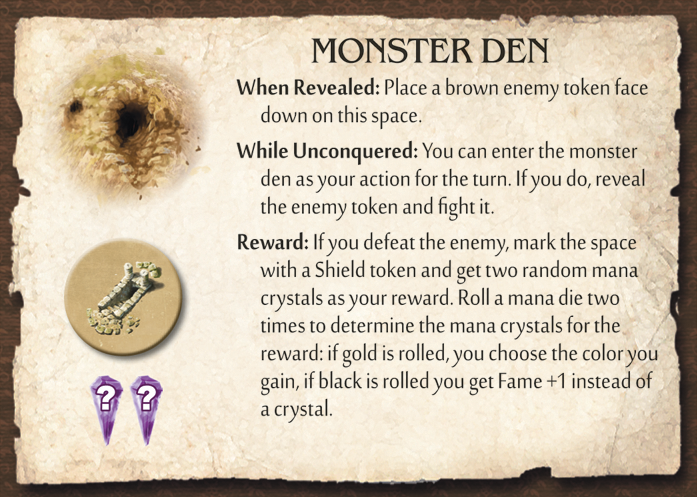 MONSTER DEN
When Revealed: Place a brown enemy token face
down on this space.
While Unconquered: You can enter the monster
den as your action for the turn. If you do, reveal
the enemy token and fight it.
Reward: If you defeat the enemy, mark the space
with a Shield token and get two random mana
crystals as your reward. Roll a mana die two
times to determine the mana crystals for the
reward: if gold is rolled, you choose the color you
gain, if black is rolled you get Fame +1 instead of
a crystal.
? ?